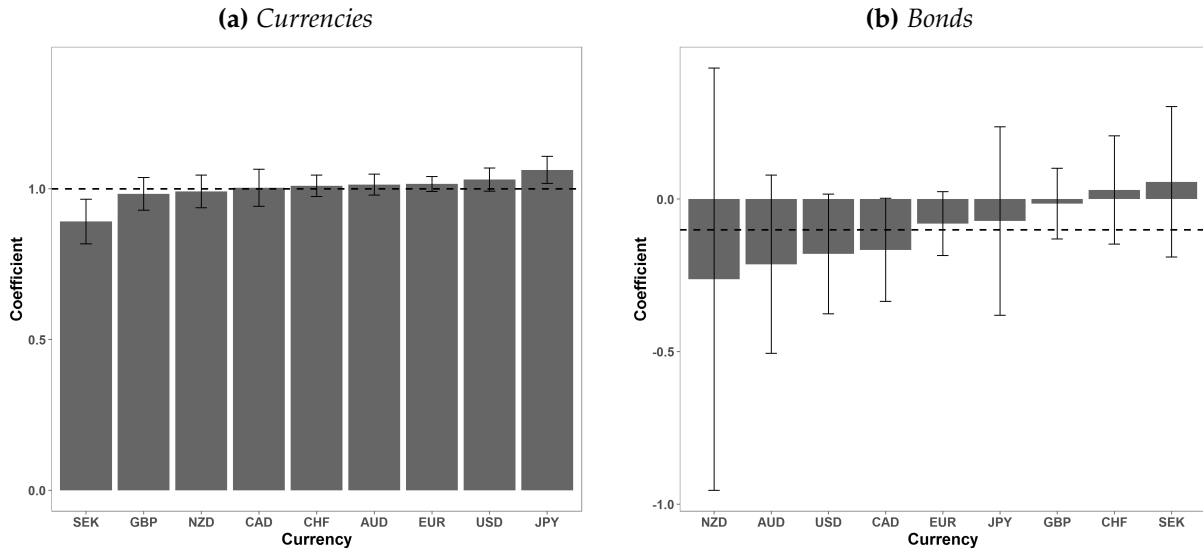 (a) Currencies
Coefficient
1.0
0.5
0.0
SEK GBP NZD CAD CHF AUD EUR USD JPY
Currency
(b) Bonds
Coefficient
0.0
-0.5
-1.0
NZD AUD USD CAD EUR JPY GBP CHF SEK
Currency